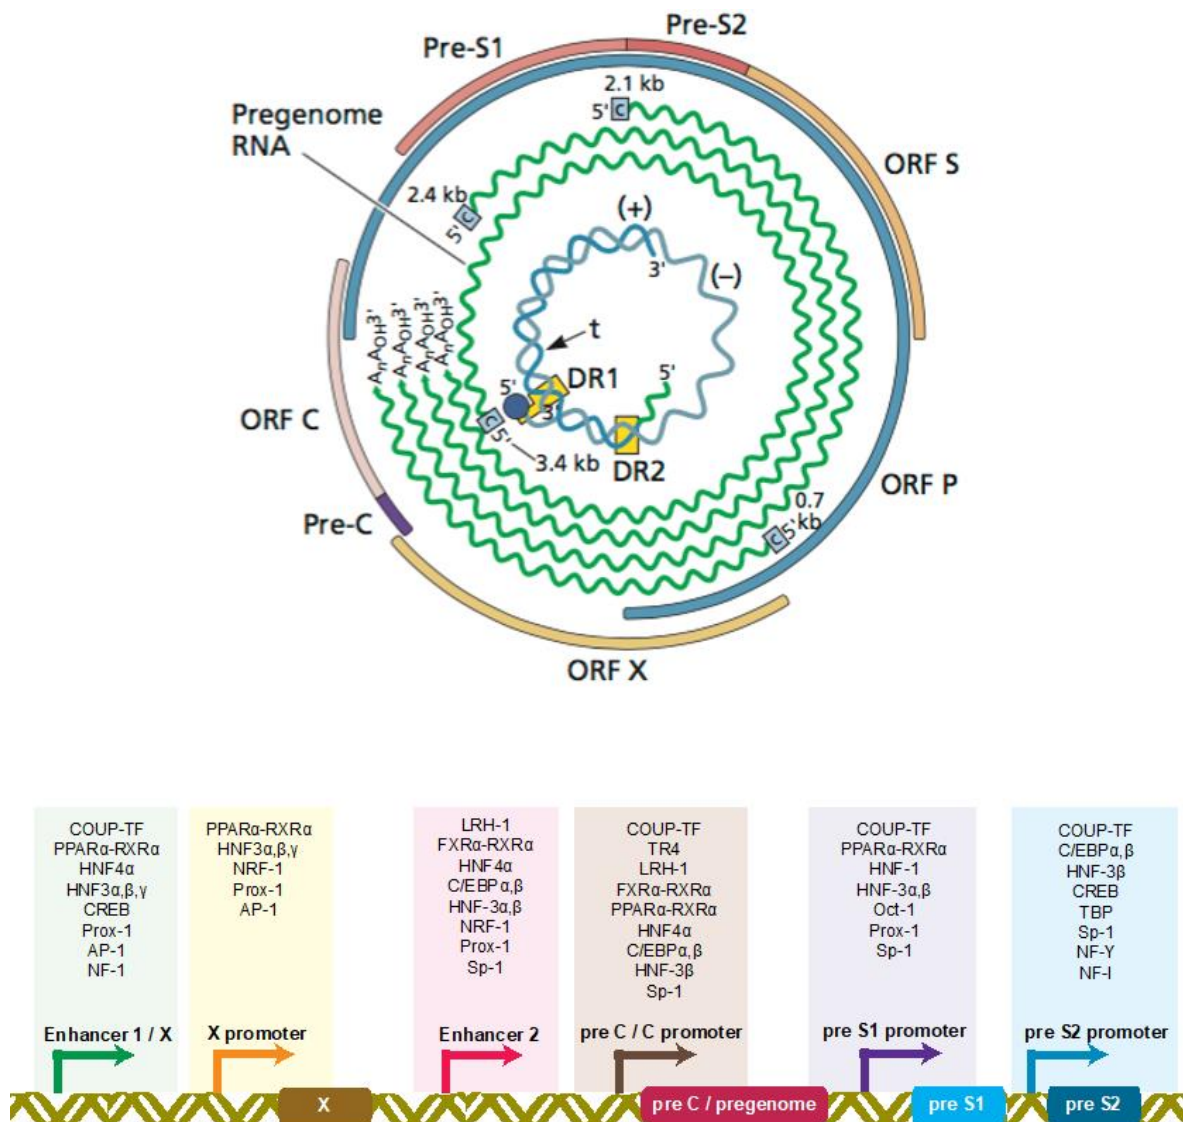 Pre-S1
Pre-S2
2.1 kb
5' C
Pregenome
RNA
ORF S
2.4 kb
C
5'
(+)
3'
(–)
t
AnAOH3'
AnAOH3'
AnAOH3'
AnAOH3'
5'
DR1
5'
3'
ORF C
C
5'
3.4 kb
DR2
ORF P
0.7
kb
C 5'
Pre-C
ORF X
COUP-TF
PPARα-RXRα
HNF4α
HNF3α,β,γ
CREB
Prox-1
AP-1
NF-1
Enhancer 1 / X
PPARα-RXRα
HNF3α,β,γ
NRF-1
Prox-1
AP-1
X promoter
LRH-1
FXRα-RXRα
HNF4α
C/EBPα,β
HNF-3α,β
NRF-1
Prox-1
Sp-1
Enhancer 2
COUP-TF
TR4
LRH-1
FXRα-RXRα
PPARα-RXRα
HNF4α
C/EBPα,β
HNF-3β
Sp-1
pre C / C promoter
COUP-TF
PPARα-RXRα
HNF-1
HNF-3α,β
Oct-1
Prox-1
Sp-1
pre S1 promoter
COUP-TF
C/EBPα,β
HNF-3β
CREB
TBP
Sp-1
NF-Y
NF-I
pre S2 promoter
X
pre C / pregenome
pre S1
pre S2